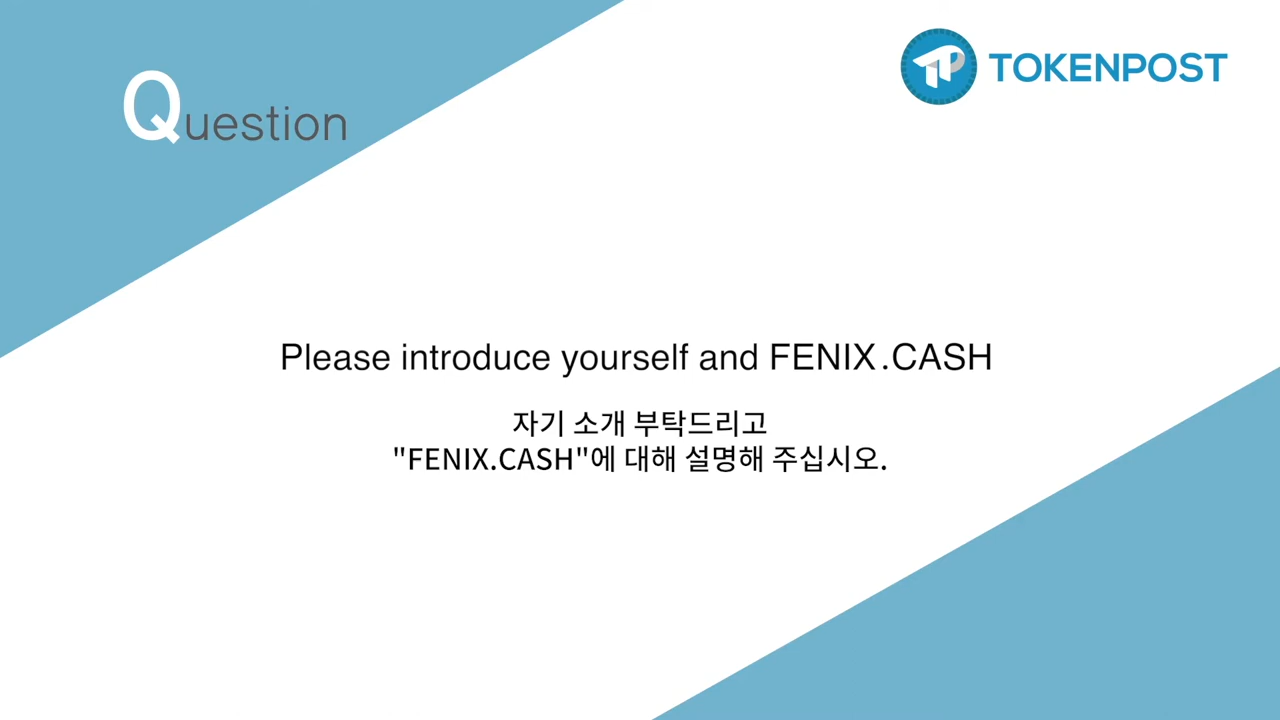 Question
TOKENPOST
Please introduce yourself and FENIX.CASH
자기 소개 부탁드리고
"FENIX.CASH"에 대해 설명해 주십시오.